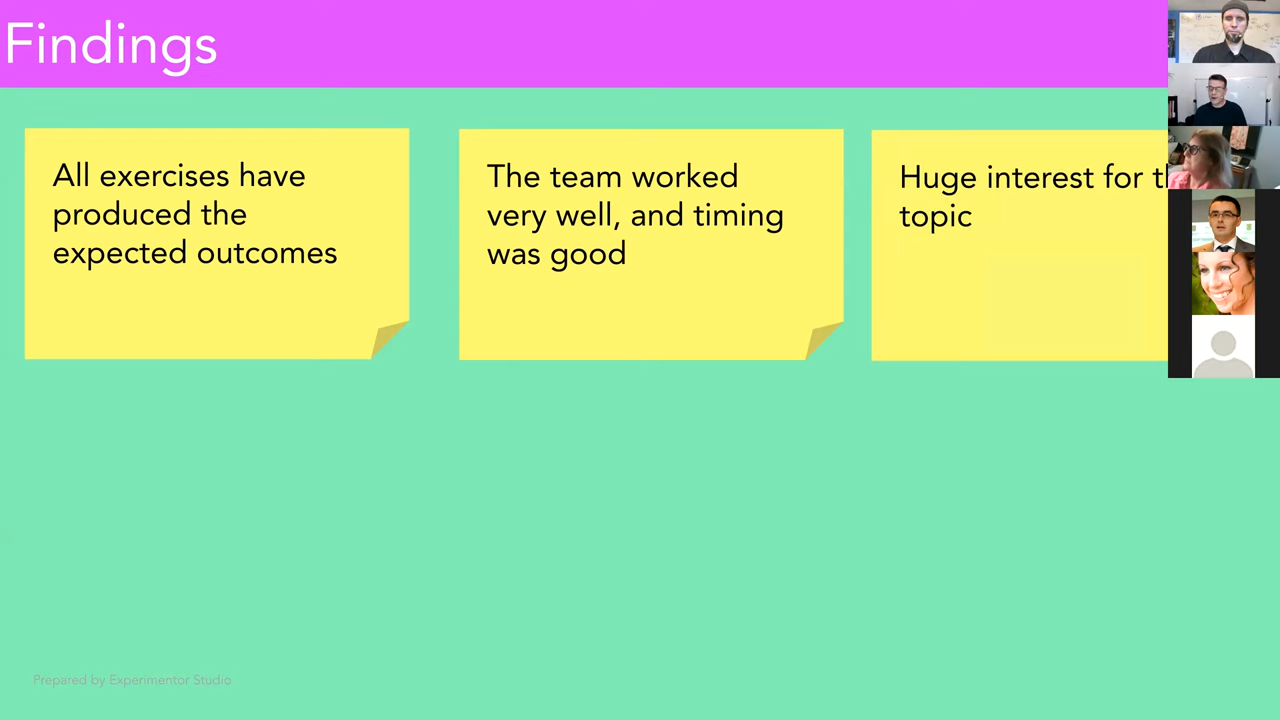 Findings
All exercises have
produced the
expected outcomes
The team worked
very well, and timing
was good
Huge interest for
topic
Prepared by Experimentor Studio